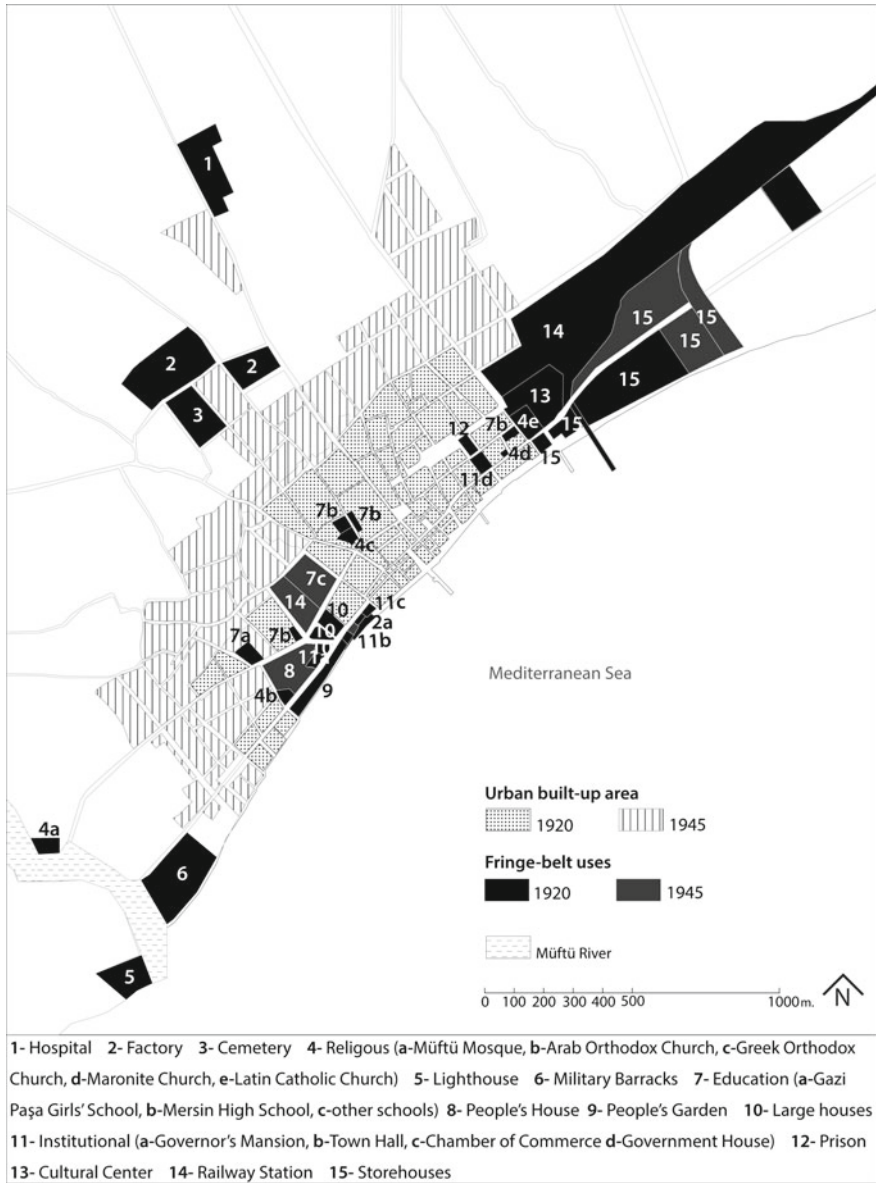 1
2
2
3
14
15
15
15
15
13
12
7b
4e
4d
15
15
11d
7b
7b
4c
7c
14
10
11c
10
2a
11b
7a
7b
11
8
4b
9
Mediterranean Sea
4a
6
5
Urban built-up area
1920 1945
Fringe-belt uses
1920 1945
Müftü River
0 100 200 300 400 500 1000m.
N
1- Hospital 2- Factory 3- Cemetery 4- Religous (a-Müftü Mosque, b-Arab Orthodox Church, c-Greek Orthodox
Church, d-Maronite Church, e-Latin Catholic Church) 5- Lighthouse 6- Military Barracks 7- Education (a-Gazi
Paşa Girls' School, b-Mersin High School, c-other schools) 8- People's House 9- People's Garden 10- Large houses
11- Institutional (a-Governor's Mansion, b-Town Hall, c-Chamber of Commerce d-Government House) 12- Prison
13- Cultural Center 14- Railway Station 15- Storehouses